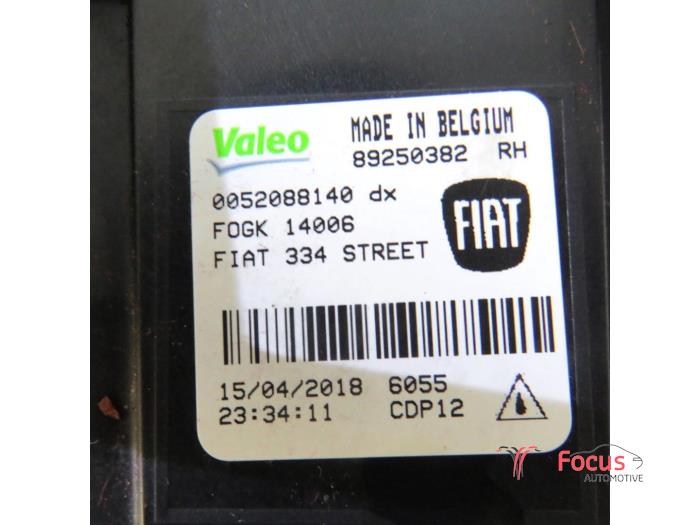 Valeo
MADE IN BELGIUM
89250382 RH
0052088140 dx
FOGK 14006
FIAT 334 STREET
FIAT
15/04/2018 6055
23:34:11 CDP12
Focus
AUTOMOTIVE